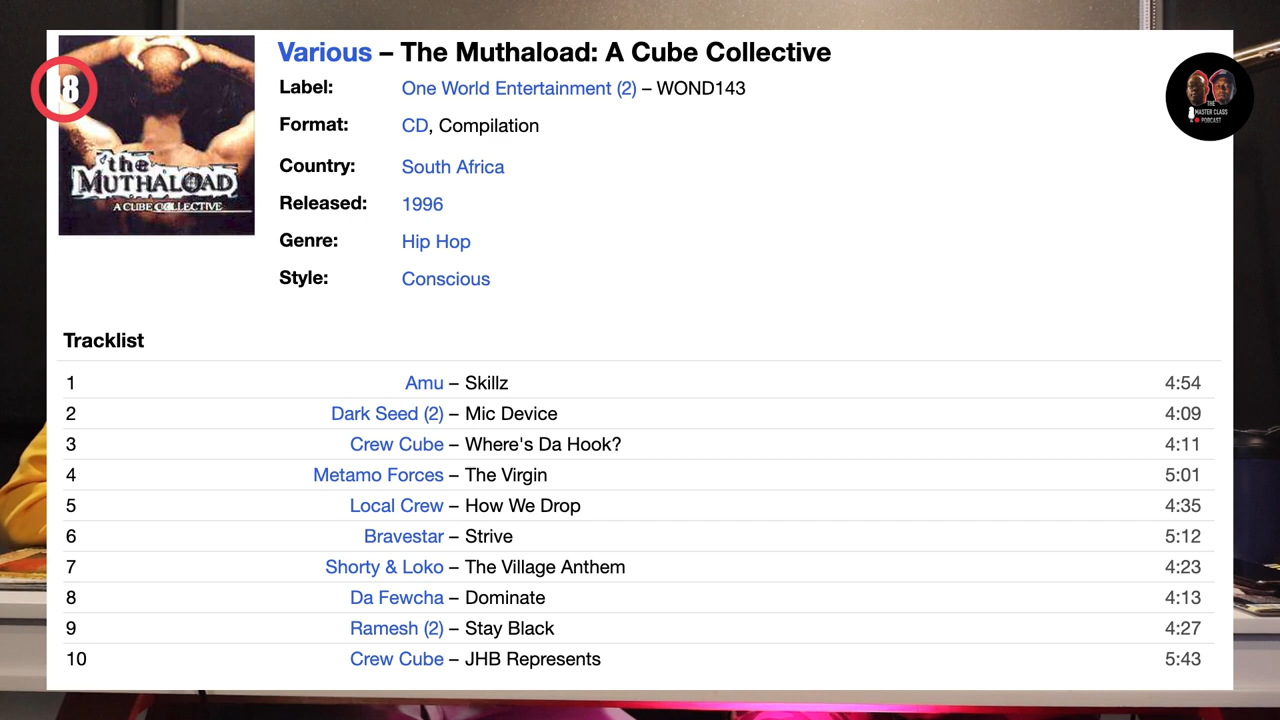 8
the
MUTHALOAD
A CUBE COLLECTIVE
Various – The Muthaload: A Cube Collective
Label: One World Entertainment (2) – WOND143
Format: CD, Compilation
Country: South Africa
Released: 1996
Genre: Hip Hop
Style: Conscious
THE
MASTER CLASS
PODCAST
Tracklist
1 Amu – Skillz 4:54
2 Dark Seed (2) – Mic Device 4:09
3 Crew Cube – Where's Da Hook? 4:11
4 Metamo Forces – The Virgin 5:01
5 Local Crew – How We Drop 4:35
6 Bravestar – Strive 5:12
7 Shorty & Loko – The Village Anthem 4:23
8 Da Fewcha – Dominate 4:13
9 Ramesh (2) – Stay Black 4:27
10 Crew Cube – JHB Represents 5:43